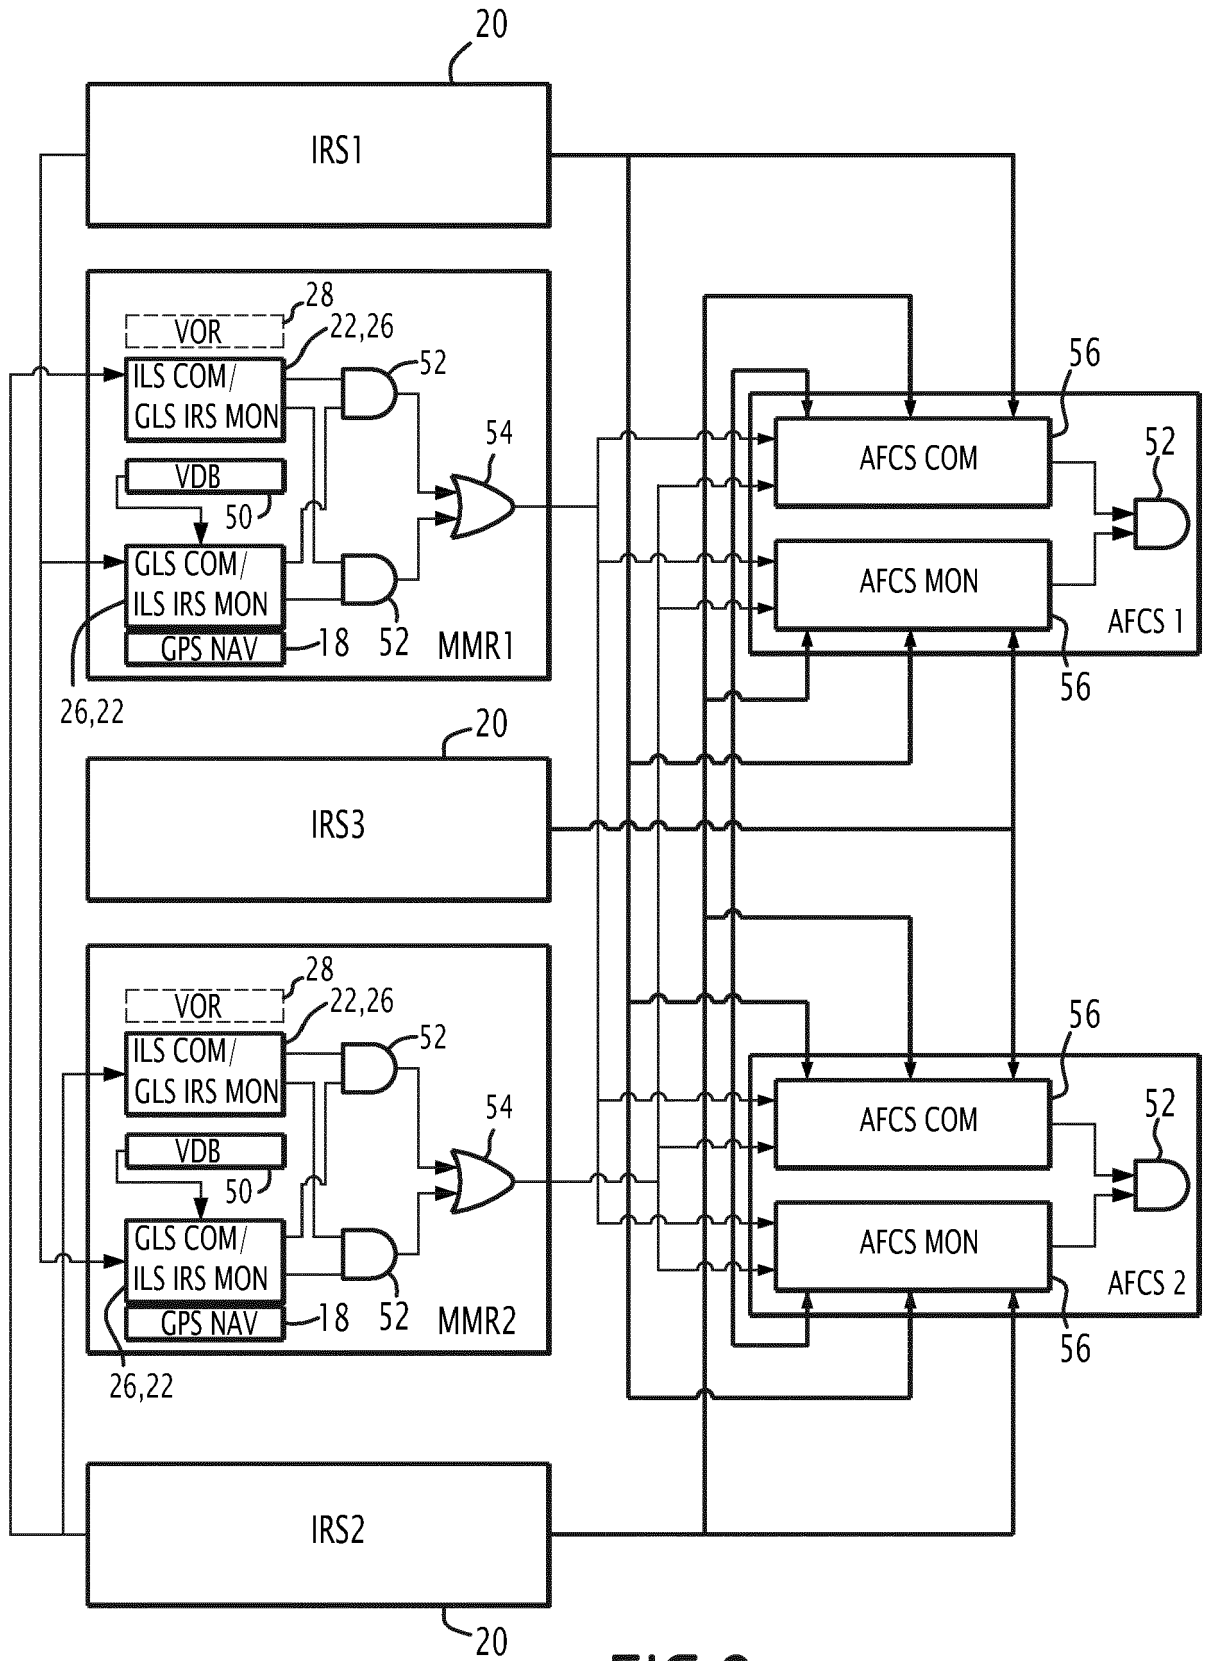 20
IRS1
28
VOR
22,26
ILS COM/
GLS IRS MON
52
VDB
50
54
GLS COM/
ILS IRS MON
GPS NAV
18
52
MMR1
26,22
56
AFCS COM
52
AFCS MON
AFCS 1
56
20
IRS3
28
VOR
22,26
ILS COM/
GLS IRS MON
52
VDB
50
54
GLS COM/
ILS IRS MON
GPS NAV
18
52
MMR2
26,22
56
AFCS COM
52
AFCS MON
AFCS 2
56
IRS2
20